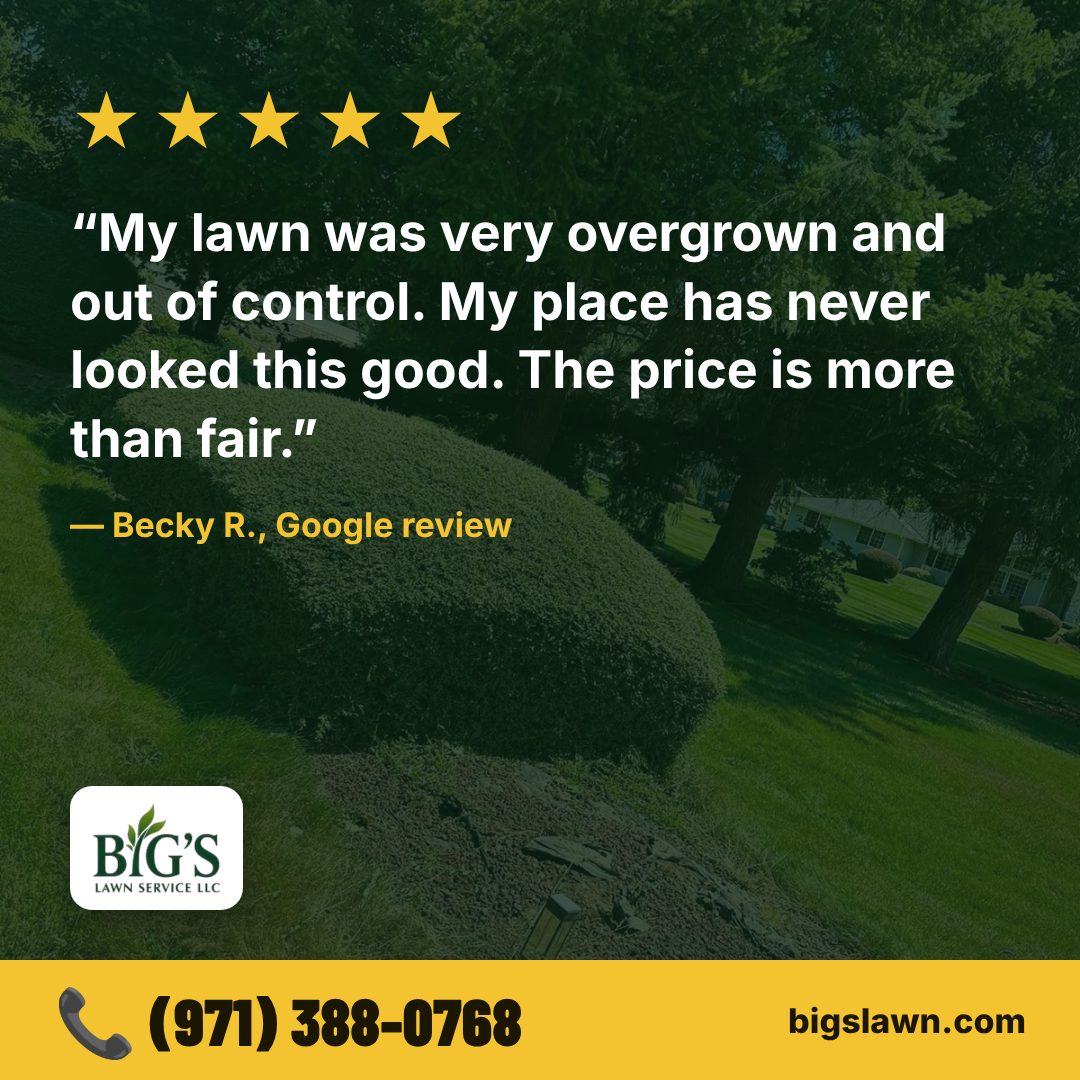 “My lawn was very overgrown and
out of control. My place has never
looked this good. The price is more
than fair.”
— Becky R., Google review
BIG’S
LAWN SERVICE LLC
(971) 388-0768
bigslawn.com